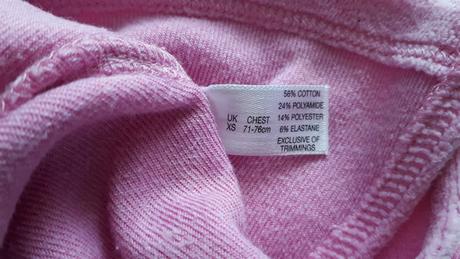 UK CHEST
XS 71-76cm
56% COTTON
24% POLYAMIDE
14% POLYESTER
6% ELASTANE
EXCLUSIVE OF
TRIMMINGS